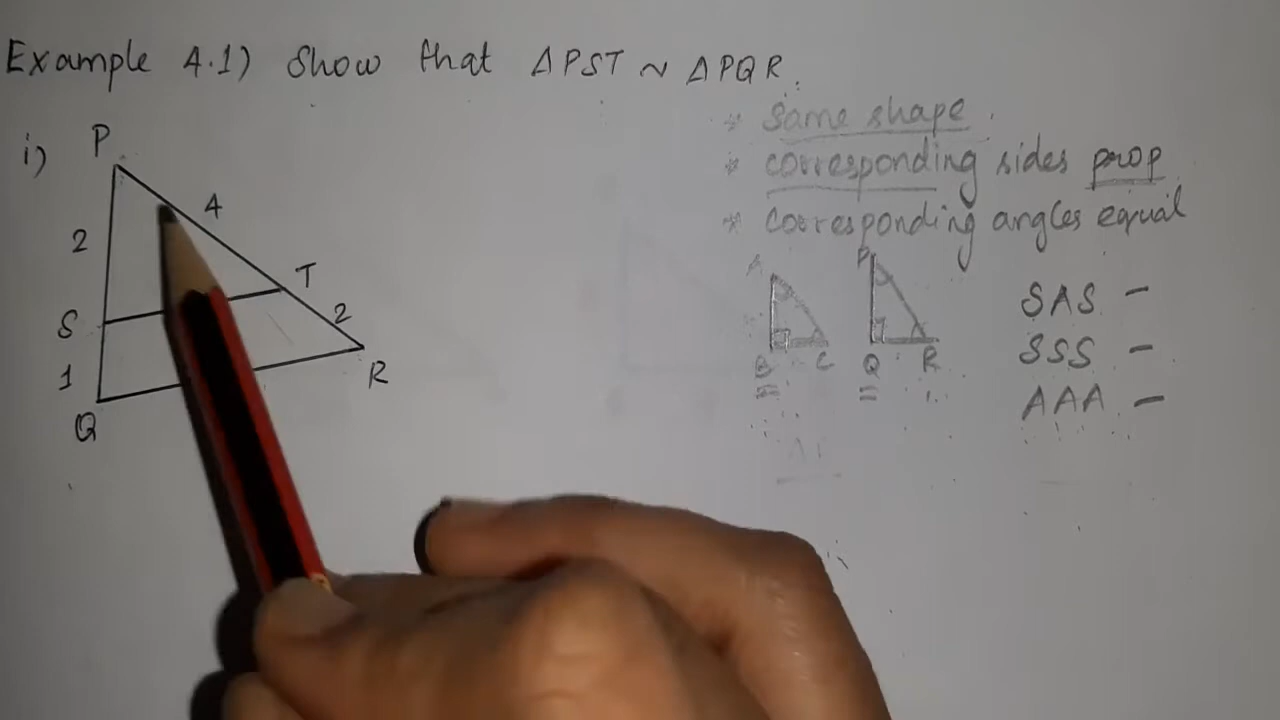 Example 4.1) Show that ΔPST ~ ΔPQR
* Same shape.
* corresponding sides prop
* Corresponding angles equal
i) P
4
2
T
S
2
1
R
Q
A
P
B C
Q R
SAS –
SSS –
AAA –